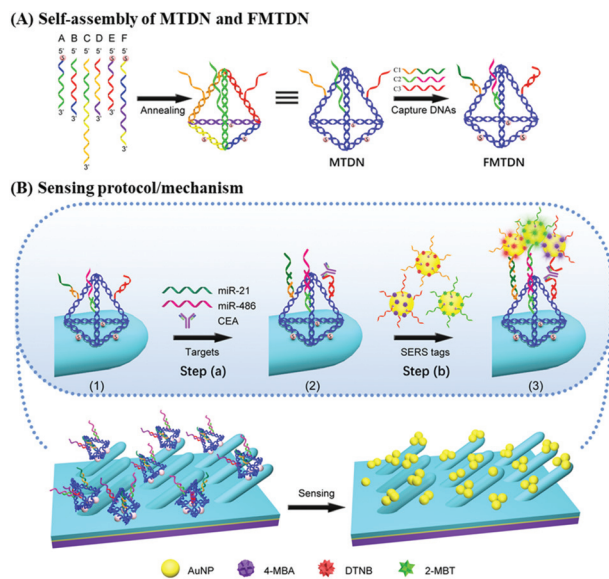 (A) Self-assembly of MTDN and FMTDN
A B C D E F
5' 5' 5' 5' 5' 5'
3' 3' 3' 3' 3' 3'
Annealing
MTDN
C1
C2
C3
Capture DNAs
FMTDN
(B) Sensing protocol/mechanism
miR-21
miR-486
CEA
Targets
Step (a)
SERS tags
Step (b)
(1) (2) (3)
Sensing
AuNP 4-MBA DTNB 2-MBT